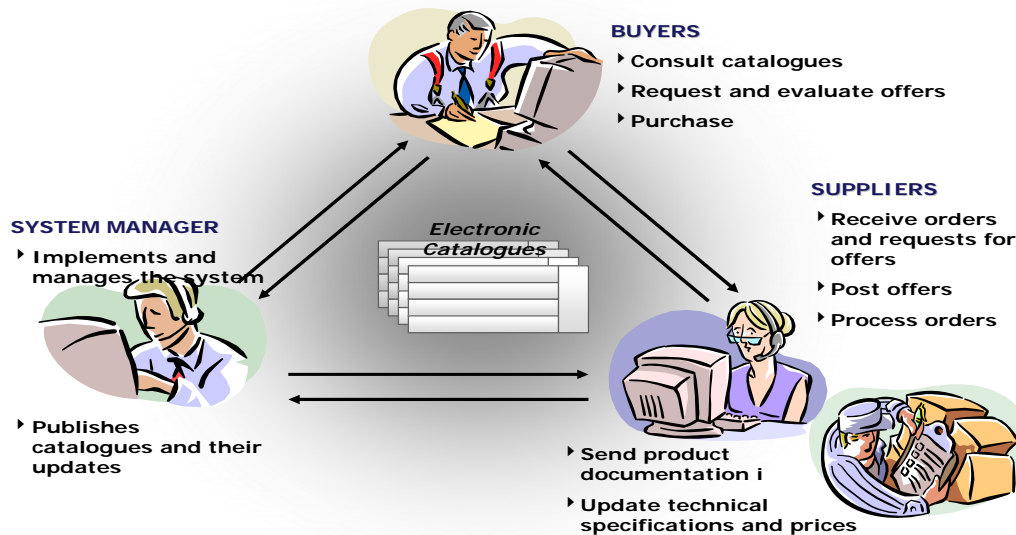 BUYERS
Consult catalogues
Request and evaluate offers
Purchase
SUPPLIERS
Receive orders
and requests for
offers
Post offers
Process orders
SYSTEM MANAGER
Implements and
manages the system
Electronic
Catalogues
Publishes
catalogues and their
updates
Send product
documentation i
Update technical
specifications and prices